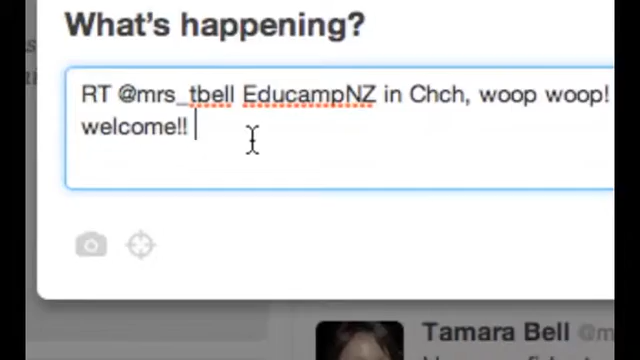 What's happening?
RT @mrs_tbell EducampNZ in Chch, woop woop!
welcome!!
Tamara Bell